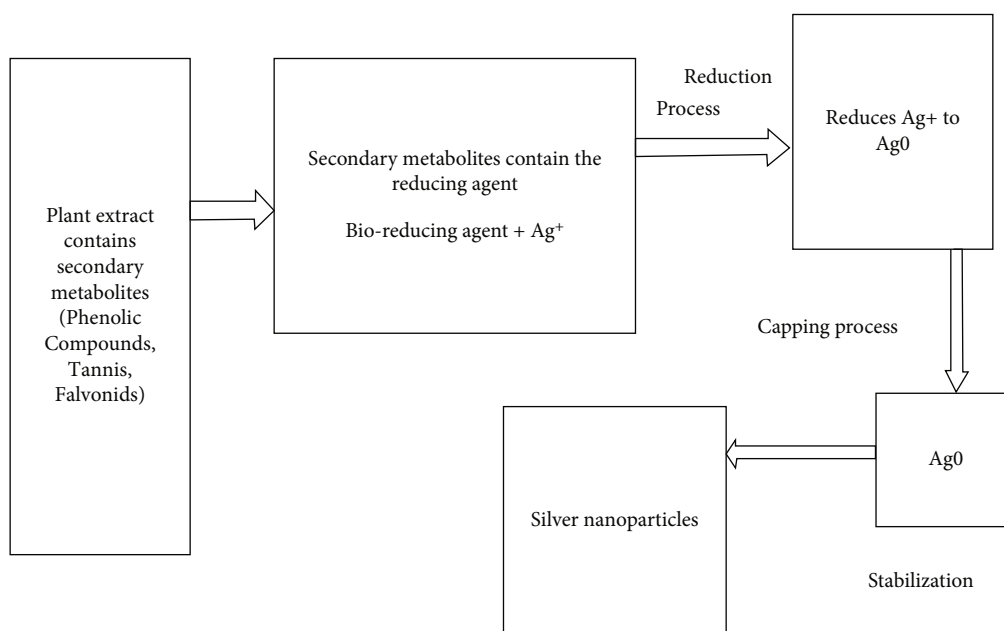 Plant extract
contains
secondary
metabolites
(Phenolic
Compounds,
Tannis,
Falvonids)
Secondary metabolites contain the
reducing agent
Bio-reducing agent + Ag⁺
Reduction
Process
Reduces Ag+ to
Ag0
Capping process
Ag0
Stabilization
Silver nanoparticles